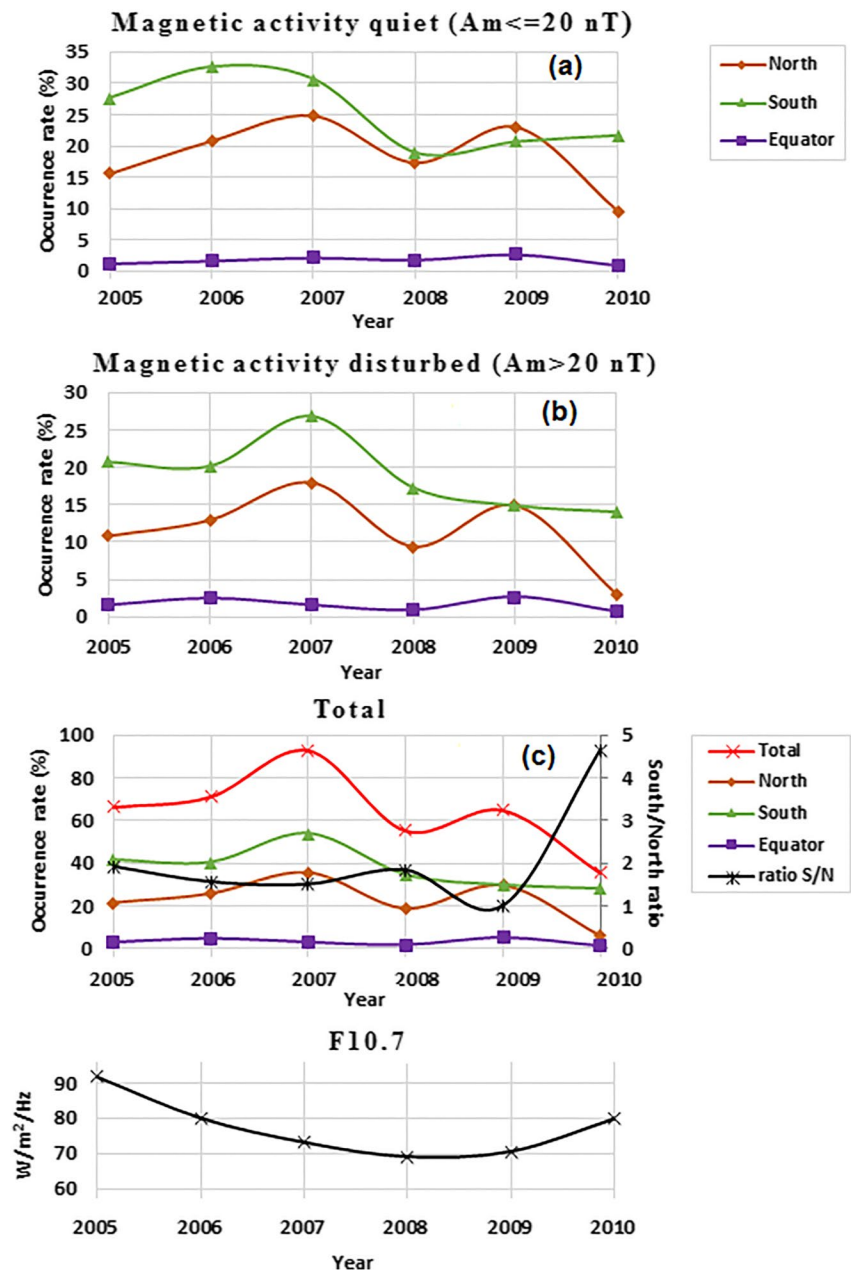 Magnetic activity quiet (Am<=20 nT)
(a)
North
South
Equator
Occurrence rate (%)
35
30
25
20
15
10
5
0
2005 2006 2007 2008 2009 2010
Year
Magnetic activity disturbed (Am>20 nT)
(b)
Occurrence rate (%)
30
25
20
15
10
5
0
2005 2006 2007 2008 2009 2010
Year
Total
(c)
Occurrence rate (%)
100
80
60
40
20
0
5
4
3
2
1
0
South/North ratio
Total
North
South
Equator
ratio S/N
2005 2006 2007 2008 2009 2010
Year
F10.7
W/m²/Hz
90
80
70
60
2005 2006 2007 2008 2009 2010
Year